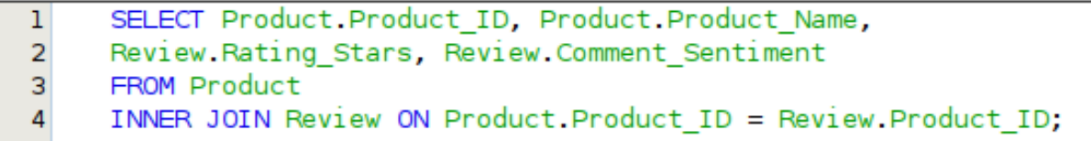 1 SELECT Product.Product_ID, Product.Product_Name,
2 Review.Rating_Stars, Review.Comment_Sentiment
3 FROM Product
4 INNER JOIN Review ON Product.Product_ID = Review.Product_ID;